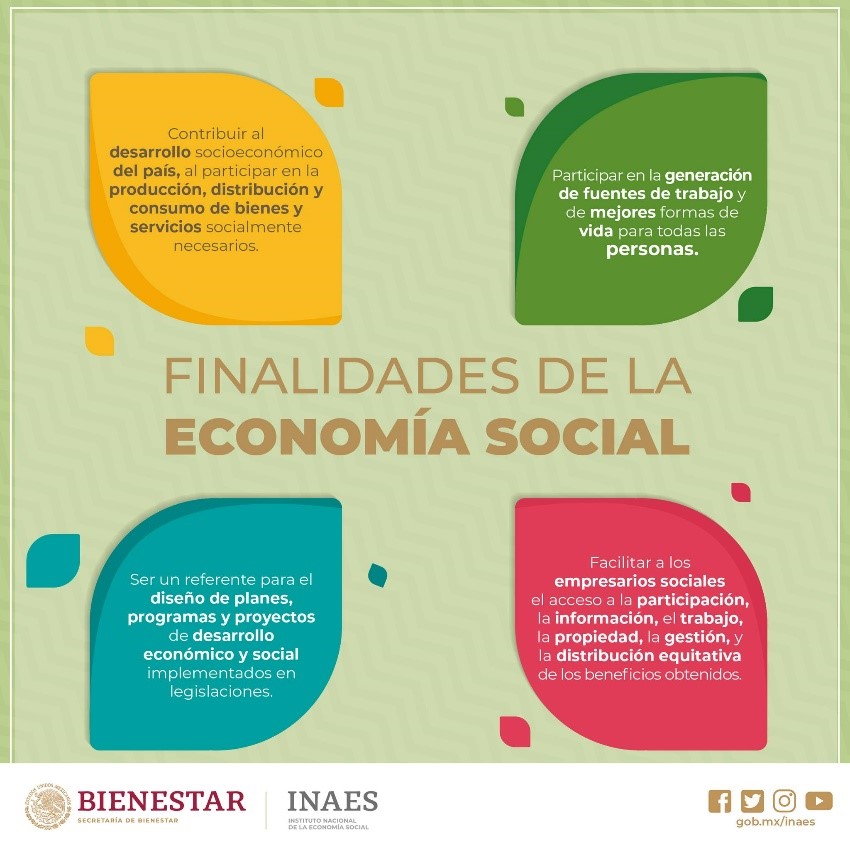 Contribuir al
desarrollo socioeconómico
del país, al participar en la
producción, distribución y
consumo de bienes y
servicios socialmente
necesarios.
Participar en la generación
de fuentes de trabajo y
de mejores formas de
vida para todas las
personas.
FINALIDADES DE LA
ECONOMÍA SOCIAL
Ser un referente para el
diseño de planes,
programas y proyectos
de desarrollo
económico y social
implementados en
legislaciones.
Facilitar a los
empresarios sociales
el acceso a la participación,
la información, el trabajo,
la propiedad, la gestión, y
la distribución equitativa
de los beneficios obtenidos.
BIENESTAR
SECRETARÍA DE BIENESTAR
INAES
INSTITUTO NACIONAL
DE LA ECONOMÍA SOCIAL
gob.mx/inaes